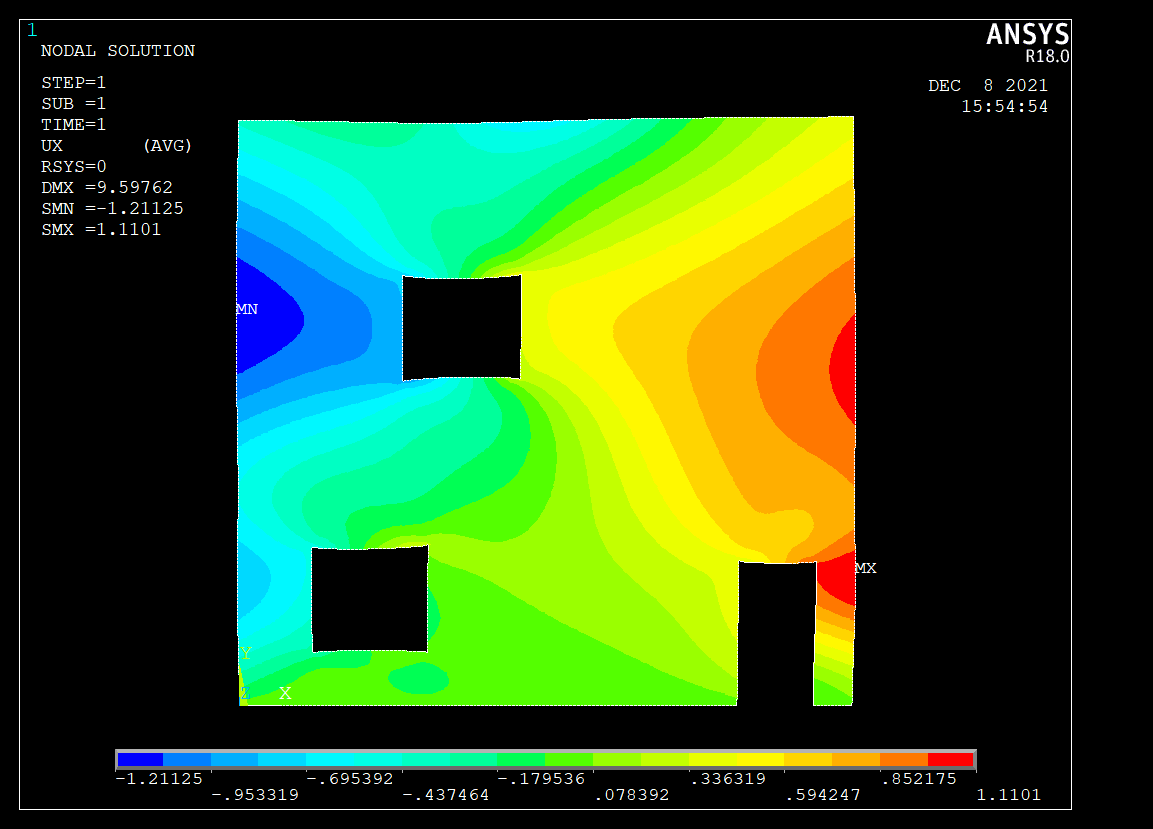 1
ANSYS
R18.0
NODAL SOLUTION
STEP=1
SUB =1
TIME=1
UX (AVG)
RSYS=0
DMX =9.59762
SMN =-1.21125
SMX =1.1101
DEC 8 2021
15:54:54
MN
MX
Y
Z X
-1.21125 -.695392 -.179536 .336319 .852175
-.953319 -.437464 .078392 .594247 1.1101